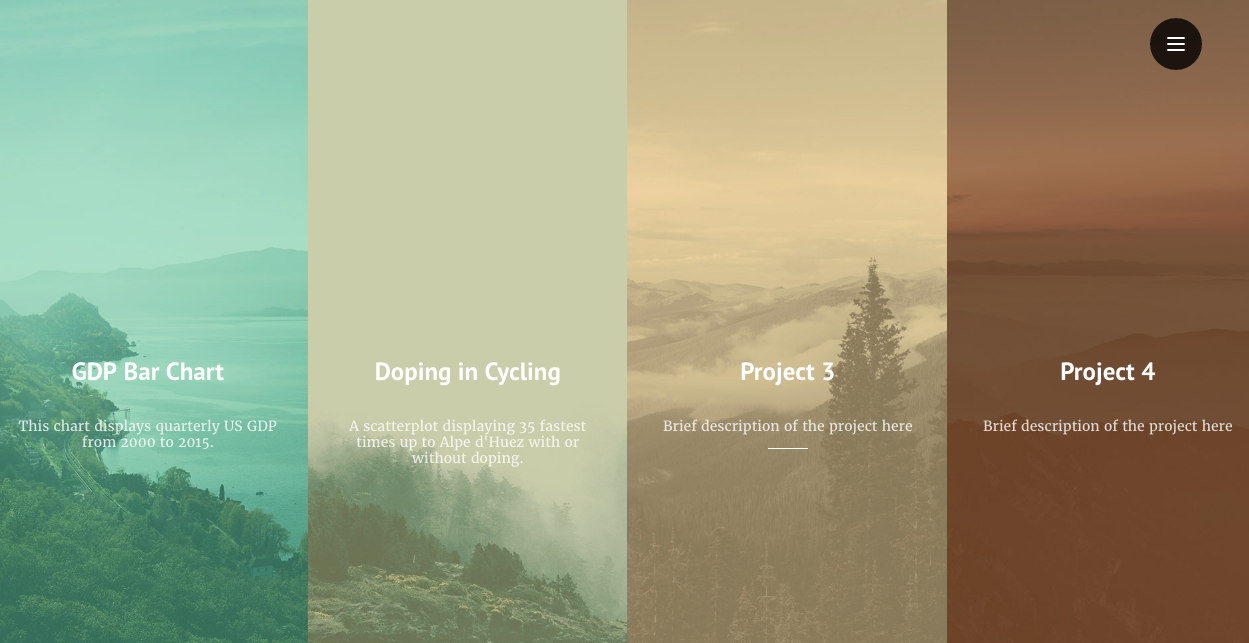 GDP Bar Chart
This chart displays quarterly US GDP
from 2000 to 2015.
Doping in Cycling
A scatterplot displaying 35 fastest
times up to Alpe d'Huez with or
without doping.
Project 3
Brief description of the project here
Project 4
Brief description of the project here